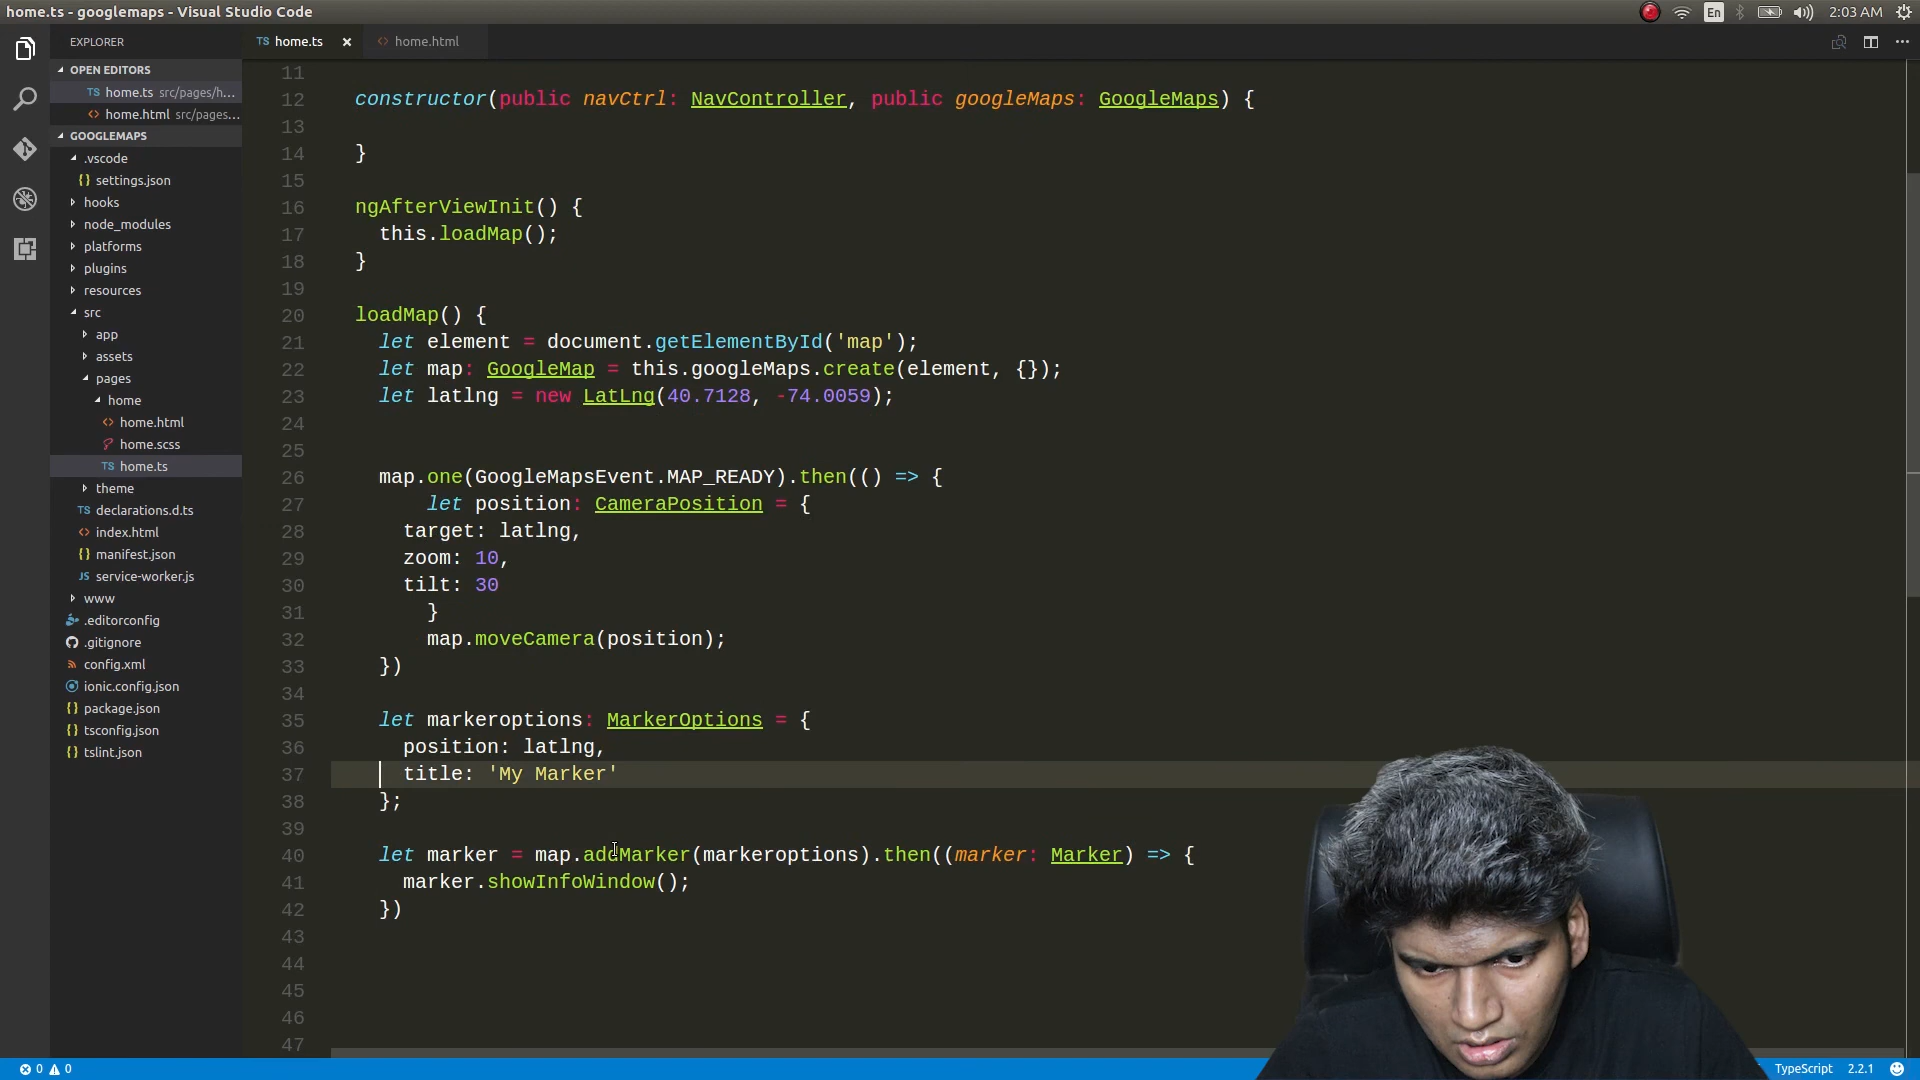 home.ts - googlemaps - Visual Studio Code
En
2:03 AM
EXPLORER
OPEN EDITORS
home.ts src/pages/h...
home.html src/pages...
GOOGLEMAPS
.vscode
settings.json
hooks
node_modules
platforms
plugins
resources
src
app
assets
pages
home
home.html
home.scss
home.ts
theme
declarations.d.ts
index.html
manifest.json
service-worker.js
www
.editorconfig
.gitignore
config.xml
ionic.config.json
package.json
tsconfig.json
tslint.json
TS home.ts
home.html
11
12 constructor(public navCtrl: NavController, public googleMaps: GoogleMaps) {
13
14 }
15
16 ngAfterViewInit() {
17 this.loadMap();
18 }
19
20 loadMap() {
21 let element = document.getElementById('map');
22 let map: GoogleMap = this.googleMaps.create(element, {});
23 let latlng = new LatLng(40.7128, -74.0059);
24
25
26 map.one(GoogleMapsEvent.MAP_READY).then(() => {
27 let position: CameraPosition = {
28 target: latlng,
29 zoom: 10,
30 tilt: 30
31 }
32 map.moveCamera(position);
33 })
34
35 let markeroptions: MarkerOptions = {
36 position: latlng,
37 title: 'My Marker'
38 };
39
40 let marker = map.addMarker(markeroptions).then((marker: Marker) => {
41 marker.showInfoWindow();
42 })
43
44
45
46
47
0 0
TypeScript 2.2.1